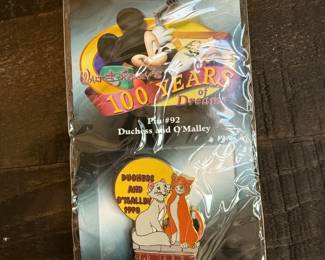 Walt Disney's
100 YEARS
of
Dreams
Pin #92
Duchess and O'Malley
DUCHESS
AND
O'MALLEY
1970